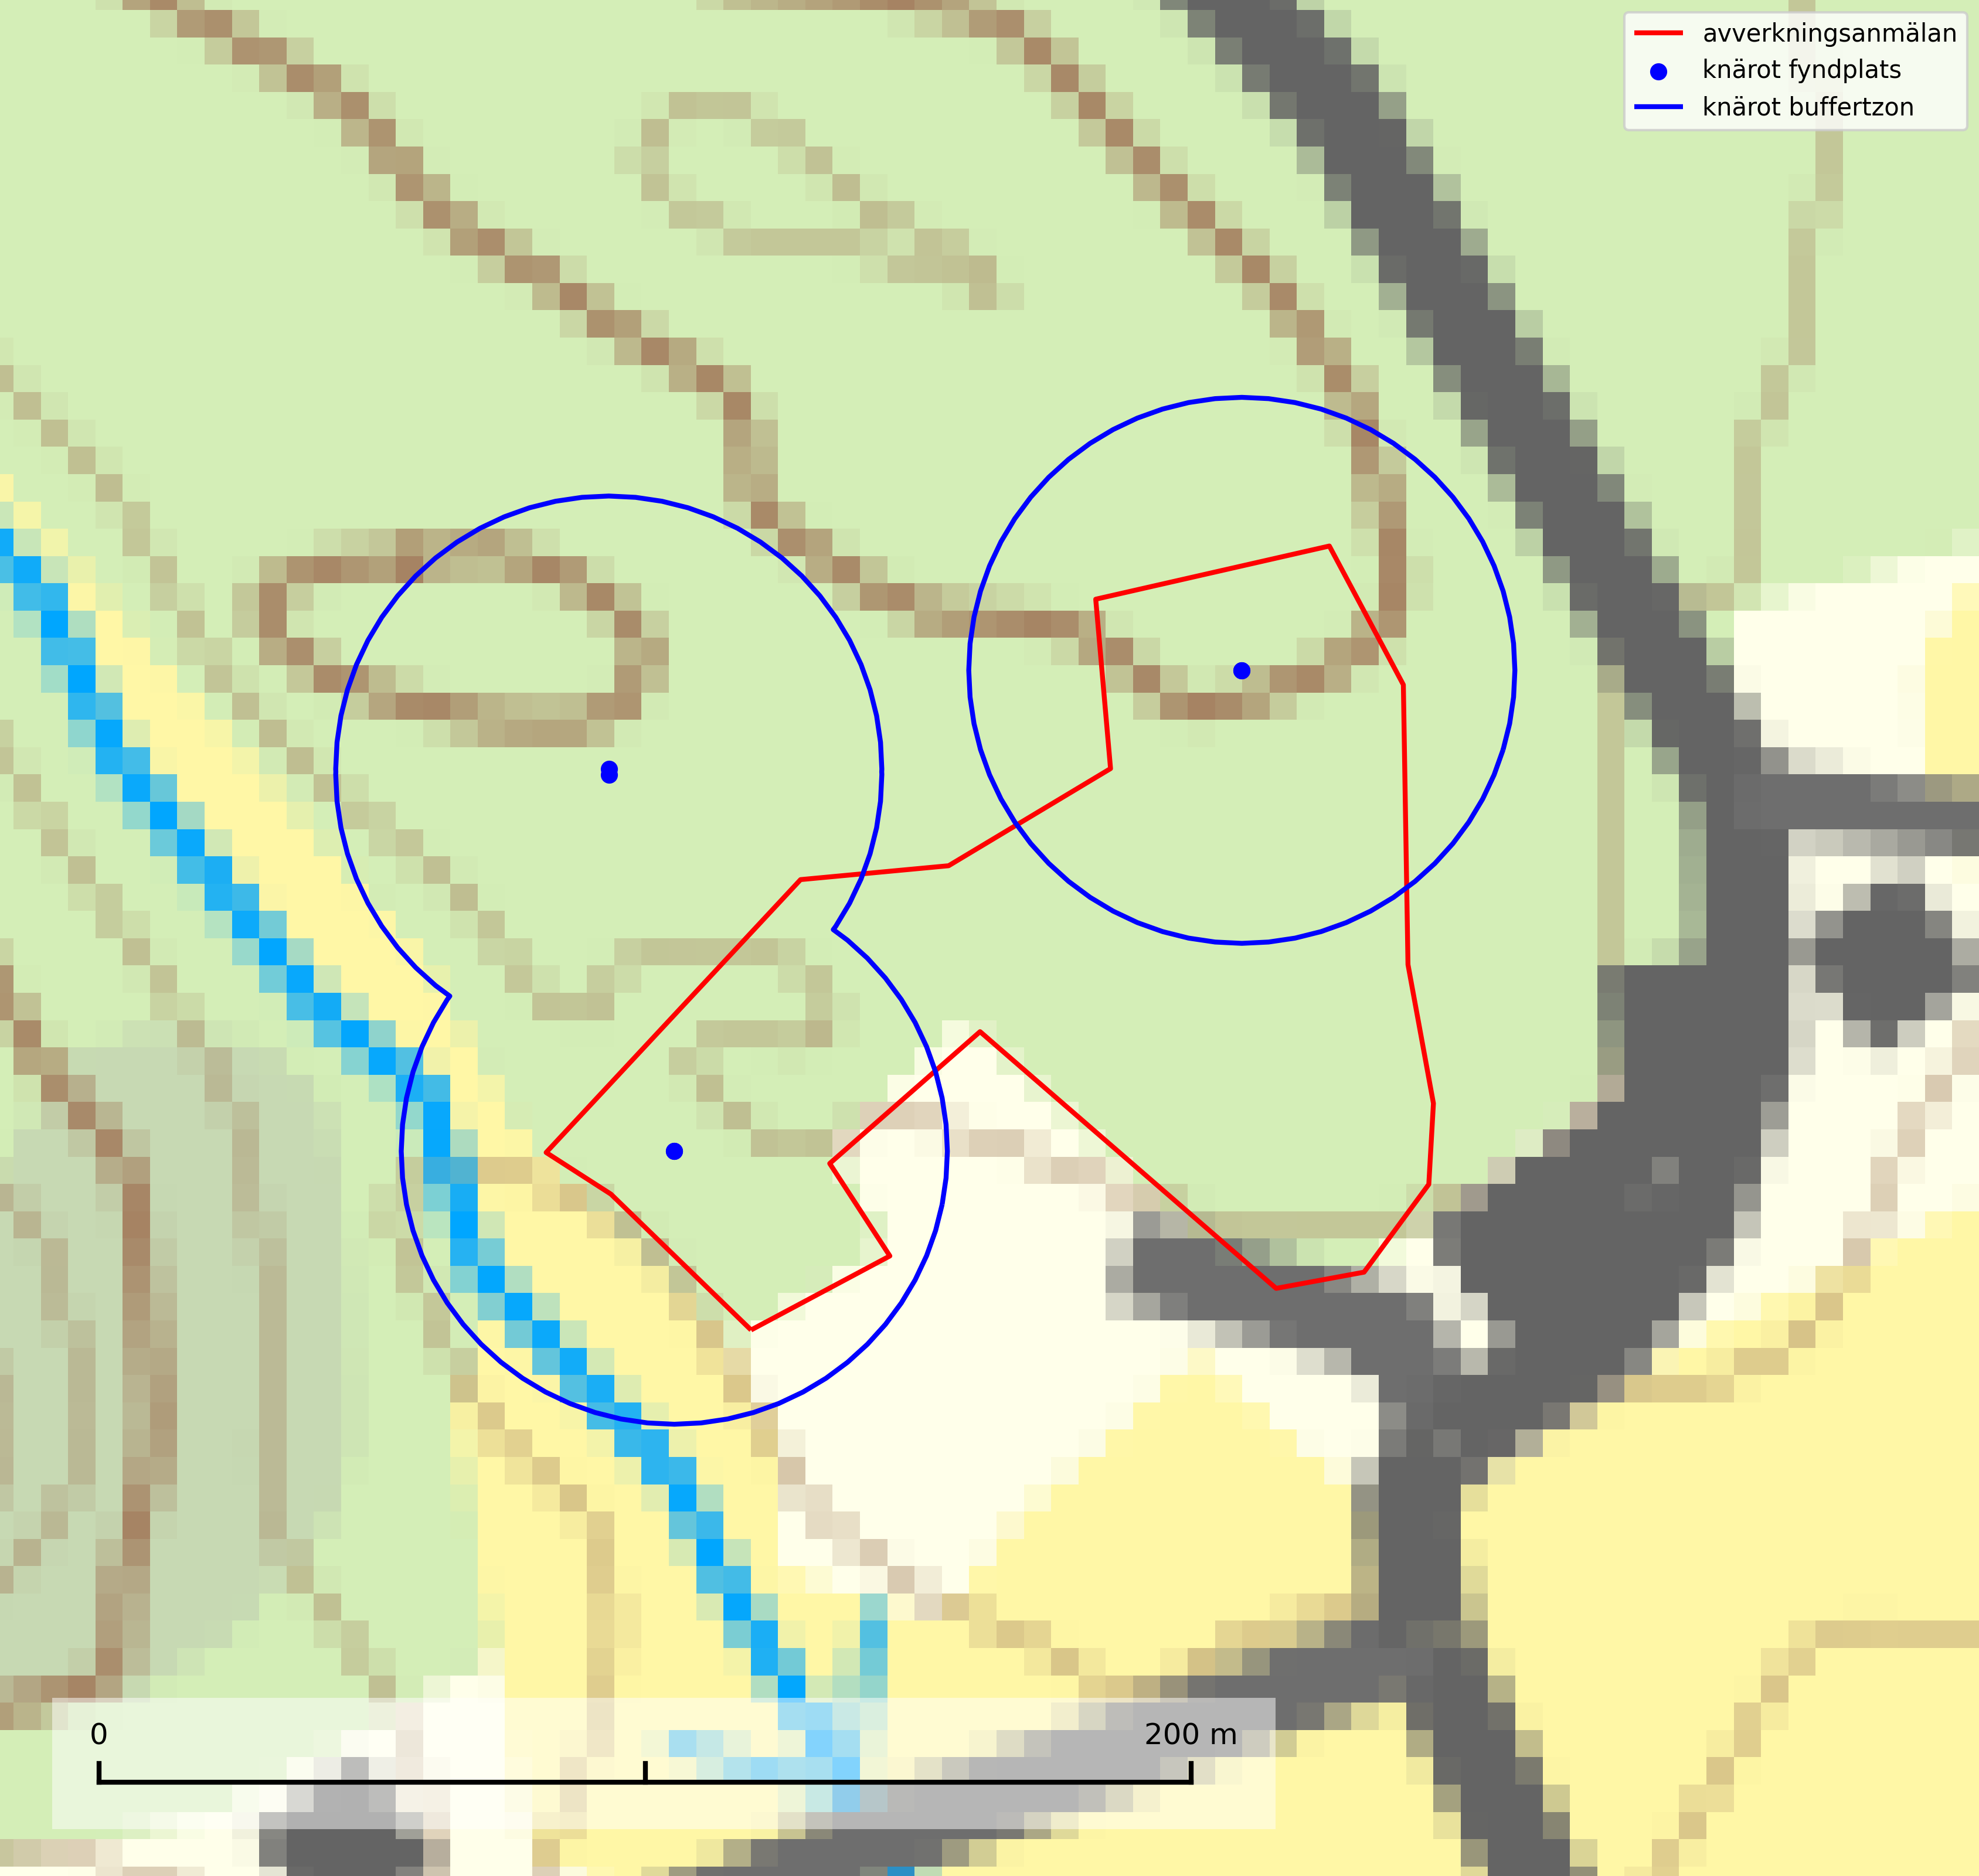 avverkningsanmälan
knärot fyndplats
knärot buffertzon
0
200 m